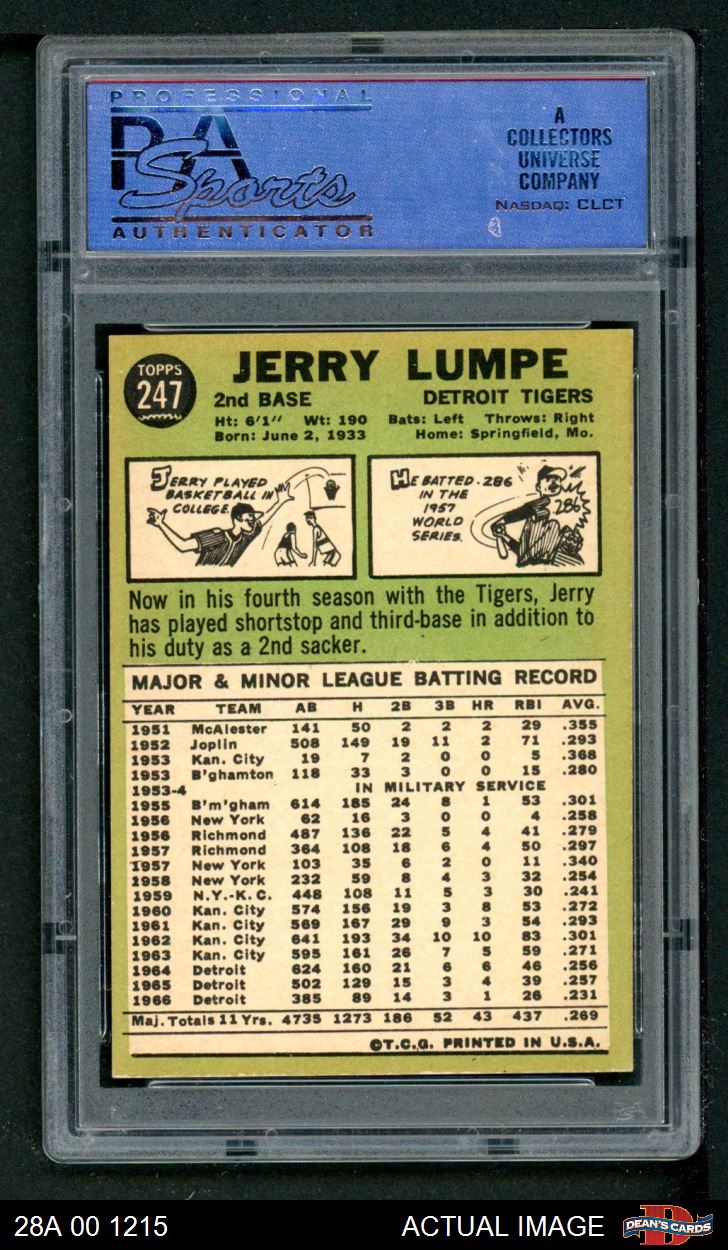 PROFESSIONAL
PSA
Sports
AUTHENTICATOR
A
COLLECTORS
UNIVERSE
COMPANY
NASDAQ: CLCT
TOPPS
247
JERRY LUMPE
2nd BASE DETROIT TIGERS
Ht: 6'1" Wt: 190 Bats: Left Throws: Right
Born: June 2, 1933 Home: Springfield, Mo.
JERRY PLAYED
BASKETBALL IN
COLLEGE.
HE BATTED .286
IN THE
1957
WORLD
SERIES.
286
Now in his fourth season with the Tigers, Jerry
has played shortstop and third-base in addition to
his duty as a 2nd sacker.
MAJOR & MINOR LEAGUE BATTING RECORD
YEAR TEAM AB H 2B 3B HR RBI AVG.
1951 McAlester 141 50 2 2 2 29 .355
1952 Joplin 508 149 19 11 2 71 .293
1953 Kan. City 19 7 2 0 0 5 .368
1953 B'ghamton 118 33 3 0 0 15 .280
1953-4 IN MILITARY SERVICE
1955 B'm'gham 614 185 24 8 1 53 .301
1956 New York 62 16 3 0 0 4 .258
1956 Richmond 487 136 22 5 4 41 .279
1957 Richmond 364 108 18 6 4 50 .297
1957 New York 103 35 6 2 0 11 .340
1958 New York 232 59 8 4 3 32 .254
1959 N.Y.-K.C. 448 108 11 5 3 30 .241
1960 Kan. City 574 156 19 3 8 53 .272
1961 Kan. City 569 167 29 9 3 54 .293
1962 Kan. City 641 193 34 10 10 83 .301
1963 Kan. City 595 161 26 7 5 59 .271
1964 Detroit 624 160 21 6 6 46 .256
1965 Detroit 502 129 15 3 4 39 .257
1966 Detroit 385 89 14 3 1 26 .231
Maj. Totals 11 Yrs. 4735 1273 186 52 43 437 .269
©T.C.G. PRINTED IN U.S.A.
28A 00 1215 ACTUAL IMAGE
D
DEAN'S CARDS